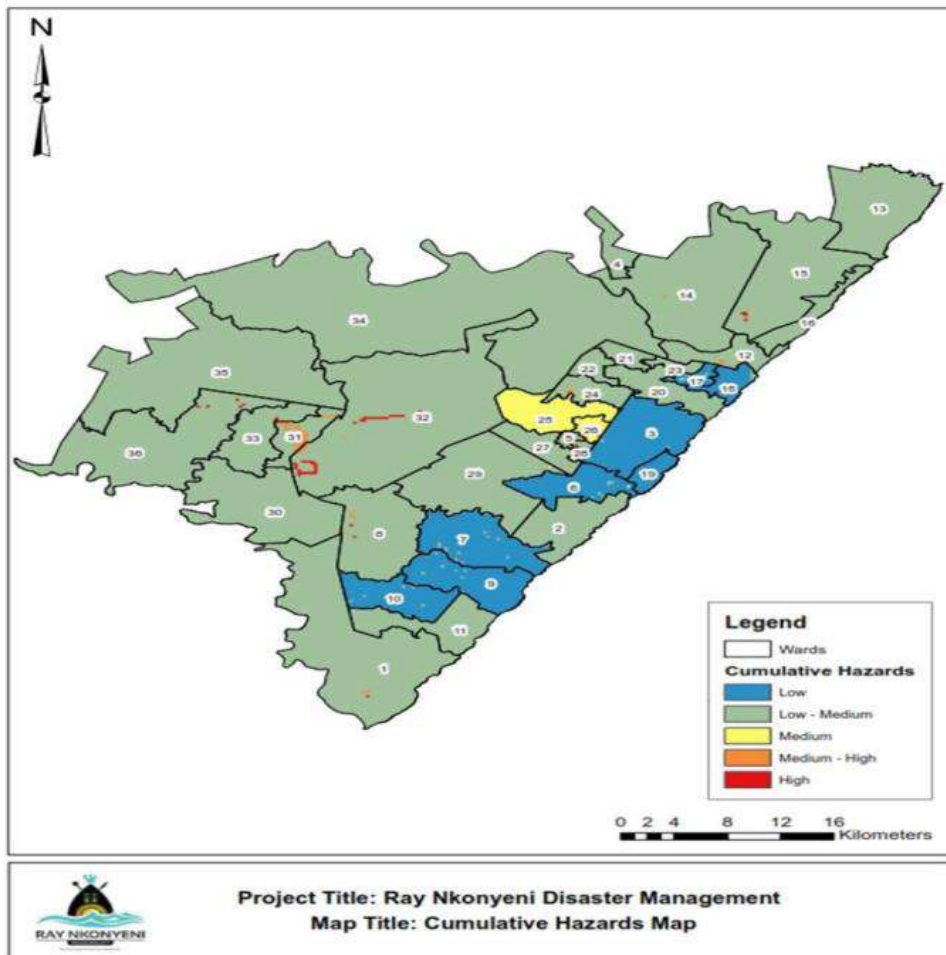 N
13
4
15
14
34
16
12
21
22
23
35
17
18
20
24
32
25
26
3
33
31
5
36
27
28
19
29
6
30
2
8
7
10
9
11
1
Legend
Wards
Cumulative Hazards
Low
Low - Medium
Medium
Medium - High
High
0 2 4 8 12 16
Kilometers
RAY NKONYENI
Project Title: Ray Nkonyeni Disaster Management
Map Title: Cumulative Hazards Map